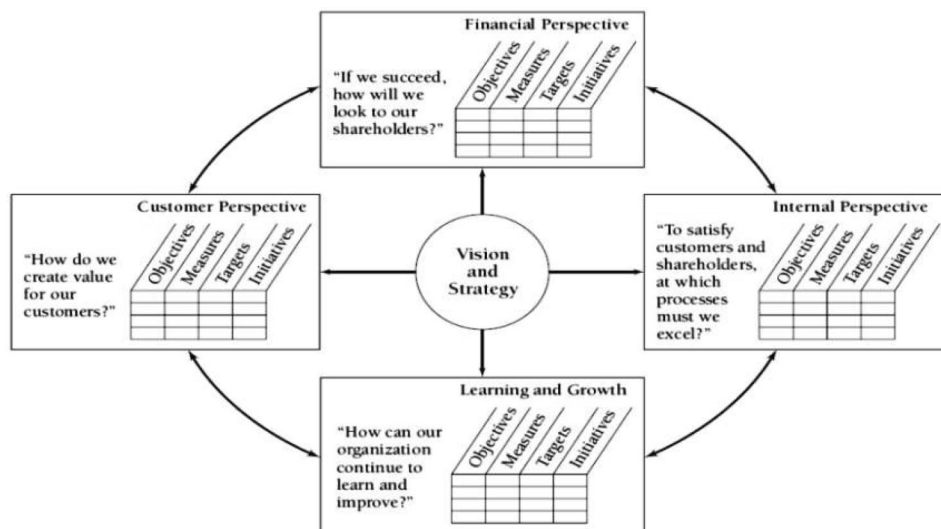 Financial Perspective
“If we succeed,
how will we
look to our
shareholders?”
Objectives
Measures
Targets
Initiatives
Customer Perspective
“How do we
create value
for our
customers?”
Objectives
Measures
Targets
Initiatives
Vision
and
Strategy
Internal Perspective
“To satisfy
customers and
shareholders,
at which
processes
must we
excel?”
Objectives
Measures
Targets
Initiatives
Learning and Growth
“How can our
organization
continue to
learn and
improve?”
Objectives
Measures
Targets
Initiatives